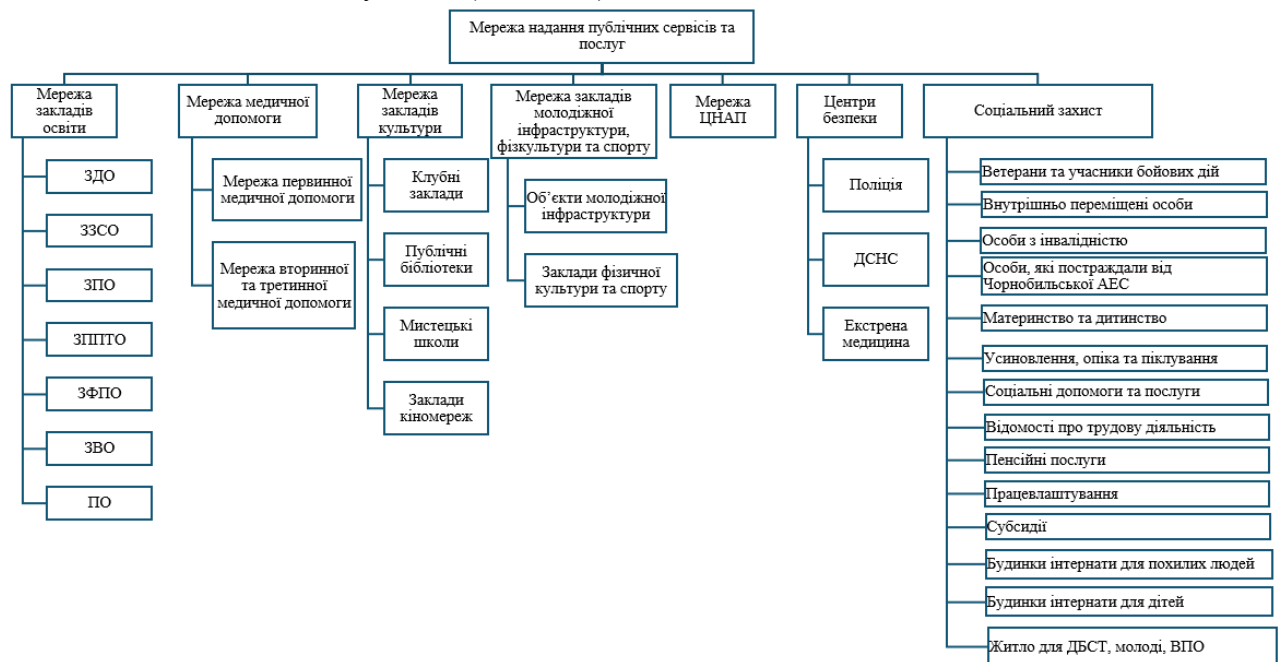 Мережа надання публічних сервісів та
послуг
Мережа
закладів
освіти
ЗДО
ЗЗСО
ЗПО
ЗППТО
ЗФПО
ЗВО
ПО
Мережа медичної
допомоги
Мережа первинної
медичної допомоги
Мережа вторинної
та третинної
медичної допомоги
Мережа
закладів
культури
Клубні
заклади
Публічні
бібліотеки
Мистецькі
школи
Заклади
кіномереж
Мережа закладів
молодіжної
інфраструктури,
фізкультури та спорту
Об’єкти молодіжної
інфраструктури
Заклади фізичної
культури та спорту
Мережа
ЦНАП
Центри
безпеки
Поліція
ДСНС
Екстрена
медицина
Соціальний захист
Ветерани та учасники бойових дій
Внутрішньо переміщені особи
Особи з інвалідністю
Особи, які постраждали від
Чорнобильської АЕС
Материнство та дитинство
Усиновлення, опіка та піклування
Соціальні допомоги та послуги
Відомості про трудову діяльність
Пенсійні послуги
Працевлаштування
Субсидії
Будинки інтернати для похилих людей
Будинки інтернати для дітей
Житло для ДБСТ, молоді, ВПО